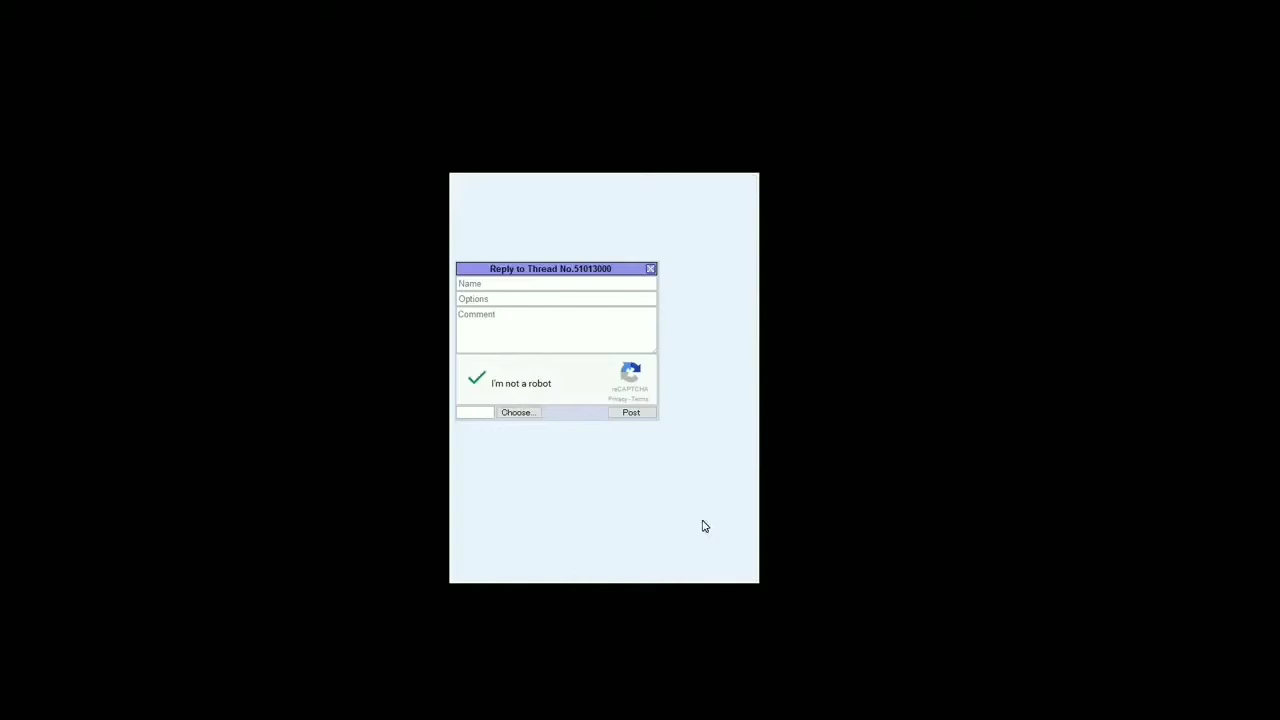 Reply to Thread No.51013000
Name
Options
Comment
I'm not a robot
reCAPTCHA
Privacy - Terms
Choose... Post